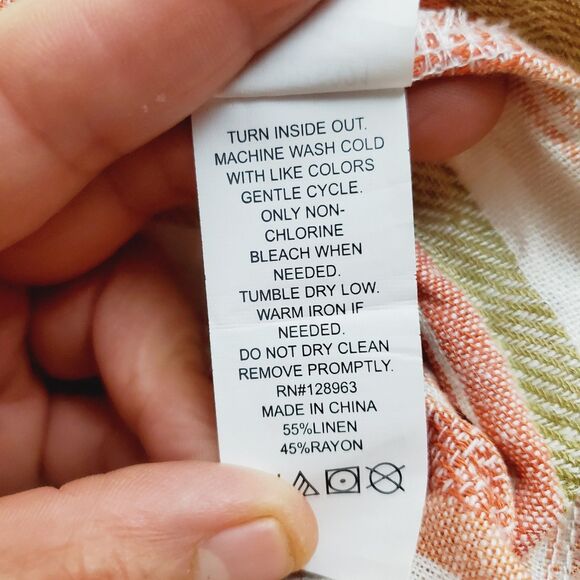 TURN INSIDE OUT.
MACHINE WASH COLD
WITH LIKE COLORS
GENTLE CYCLE.
ONLY NON-
CHLORINE
BLEACH WHEN
NEEDED.
TUMBLE DRY LOW.
WARM IRON IF
NEEDED.
DO NOT DRY CLEAN
REMOVE PROMPTLY.
RN#128963
MADE IN CHINA
55%LINEN
45%RAYON